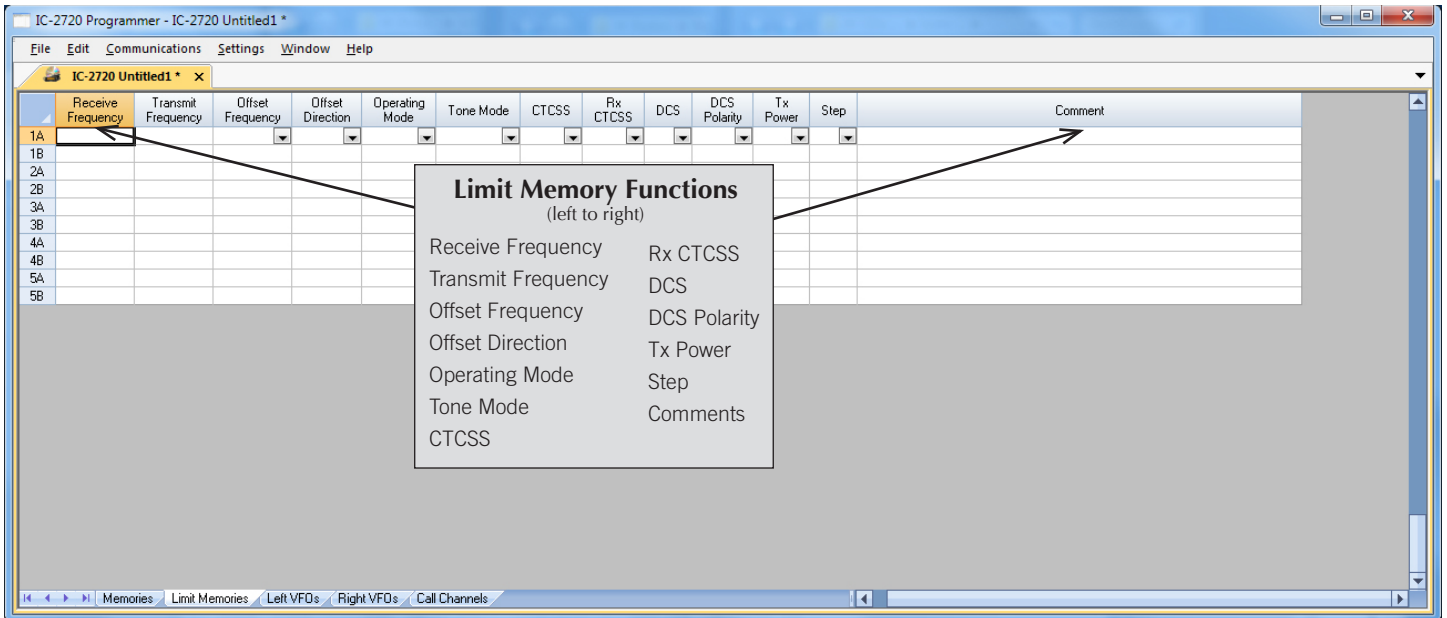 IC-2720 Programmer - IC-2720 Untitled1 *
File Edit Communications Settings Window Help
IC-2720 Untitled1 * X
Receive Frequency Transmit Frequency Offset Frequency Offset Direction Operating Mode Tone Mode CTCSS Rx CTCSS DCS DCS Polarity Tx Power Step Comment
1A
1B
2A
2B
3A
3B
4A
4B
5A
5B
Limit Memory Functions
(left to right)
Receive Frequency
Transmit Frequency
Offset Frequency
Offset Direction
Operating Mode
Tone Mode
CTCSS
Rx CTCSS
DCS
DCS Polarity
Tx Power
Step
Comments
Memories Limit Memories Left VFOs Right VFOs Call Channels